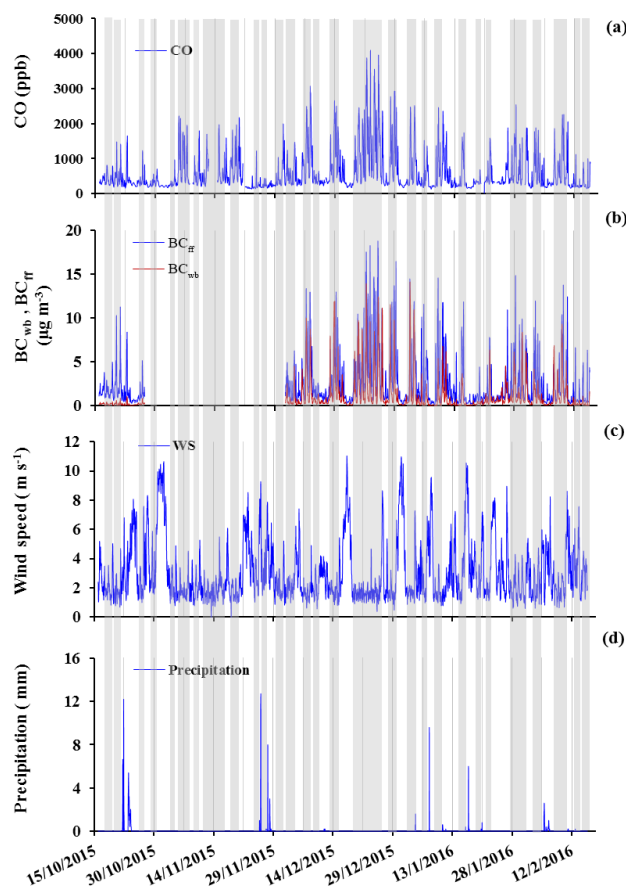 (a)
5000
4000
3000
2000
1000
0
CO (ppb)
CO
(b)
20
15
10
5
0
BCwb , BCff
(µg m-3)
BCff
BCwb
(c)
12
10
8
6
4
2
0
Wind speed ( m s-1)
WS
(d)
16
12
8
4
0
Precipitation ( mm)
Precipitation
15/10/2015
30/10/2015
14/11/2015
29/11/2015
14/12/2015
29/12/2015
13/1/2016
28/1/2016
12/2/2016